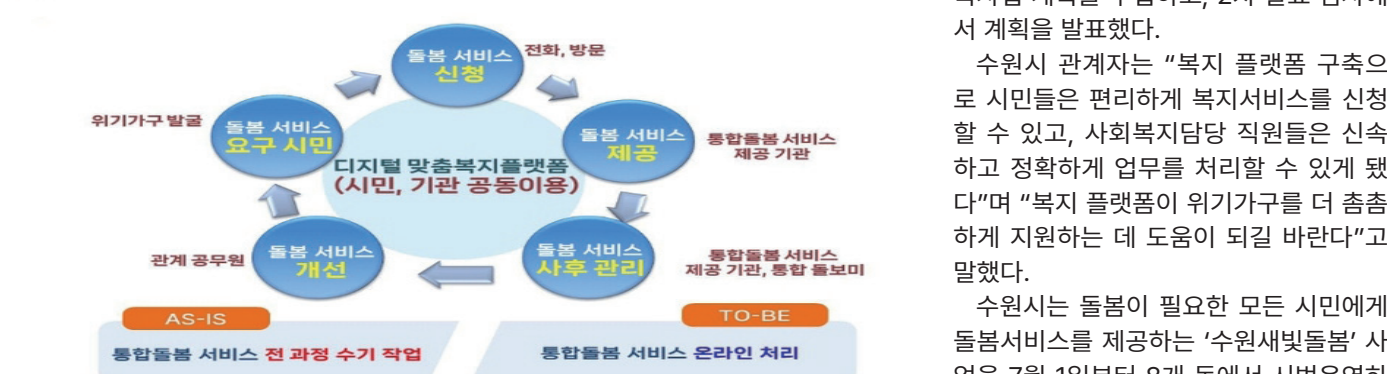 돌봄 서비스
신청
전화, 방문
위기가구 발굴
돌봄 서비스
요구 시민
돌봄 서비스
제공
통합돌봄 서비스
제공 기관
디지털 맞춤복지플랫폼
(시민, 기관 공동이용)
관계 공무원
돌봄 서비스
개선
돌봄 서비스
사후 관리
통합돌봄 서비스
제공 기관, 통합 돌보미
AS-IS
통합돌봄 서비스 전 과정 수기 작업
TO-BE
통합돌봄 서비스 온라인 처리
서 계획을 발표했다.
수원시 관계자는 “복지 플랫폼 구축으
로 시민들은 편리하게 복지서비스를 신청
할 수 있고, 사회복지담당 직원들은 신속
하고 정확하게 업무를 처리할 수 있게 됐
다”며 “복지 플랫폼이 위기가구를 더 촘촘
하게 지원하는 데 도움이 되길 바란다”고
말했다.
수원시는 돌봄이 필요한 모든 시민에게
돌봄서비스를 제공하는 ‘수원새빛돌봄’ 사